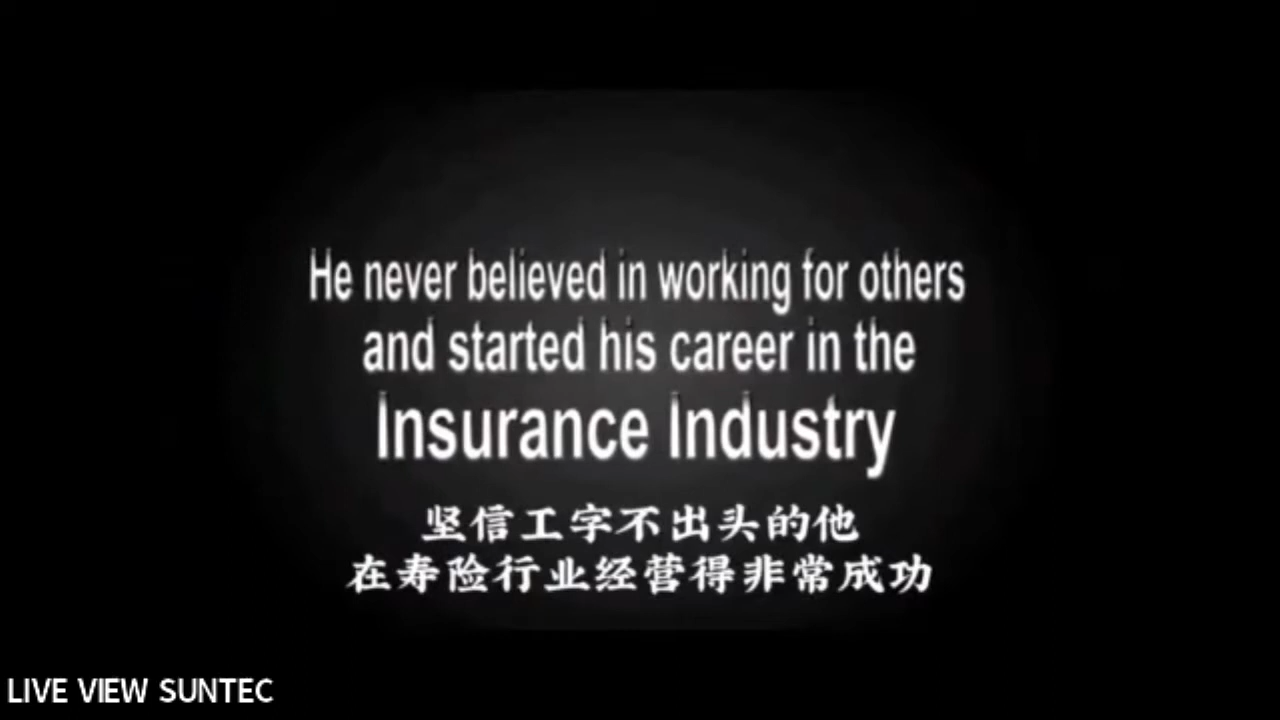 He never believed in working for others
and started his career in the
Insurance Industry
坚信工字不出头的他
在寿险行业经营得非常成功
LIVE VIEW SUNTEC